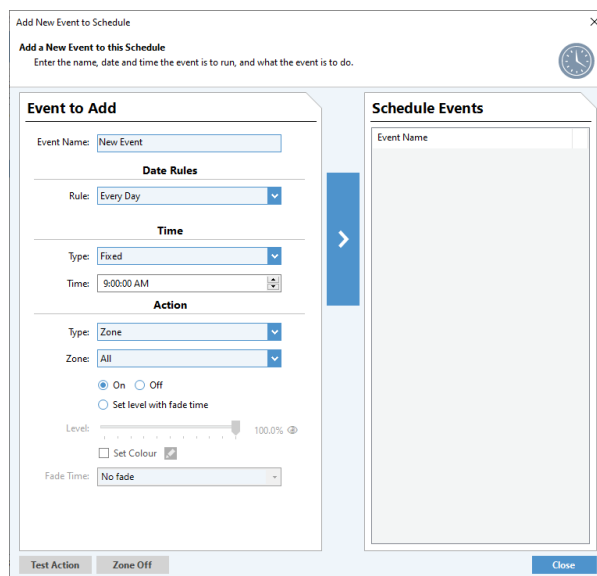 Add New Event to Schedule
Add a New Event to this Schedule
Enter the name, date and time the event is to run, and what the event is to do.
Event to Add
Event Name: New Event
Date Rules
Rule: Every Day
Time
Type: Fixed
Time: 9:00:00 AM
Action
Type: Zone
Zone: All
On Off
Set level with fade time
Level: 100.0%
Set Colour
Fade Time: No fade
Schedule Events
Event Name
Test Action Zone Off Close